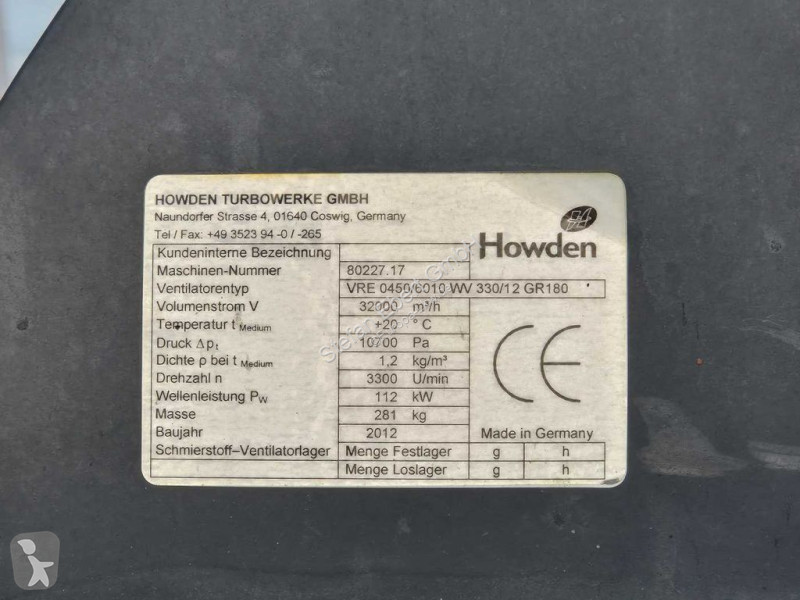 HOWDEN TURBOWERKE GMBH
Naundorfer Strasse 4, 01640 Coswig, Germany
Tel / Fax: +49 3523 94 -0 / -265
Howden
Kundeninterne Bezeichnung
Maschinen-Nummer 80227.17
Ventilatorentyp VRE 0450/6010 WV 330/12 GR180
Volumenstrom V 32000 m³/h
Temperatur t Medium +20 ° C
Druck Δpt 10700 Pa
Dichte ρ bei t Medium 1,2 kg/m³
Drehzahl n 3300 U/min
Wellenleistung PW 112 kW
Masse 281 kg
Baujahr 2012
CE
Made in Germany
Schmierstoff-Ventilatorlager Menge Festlager g h
Menge Loslager g h